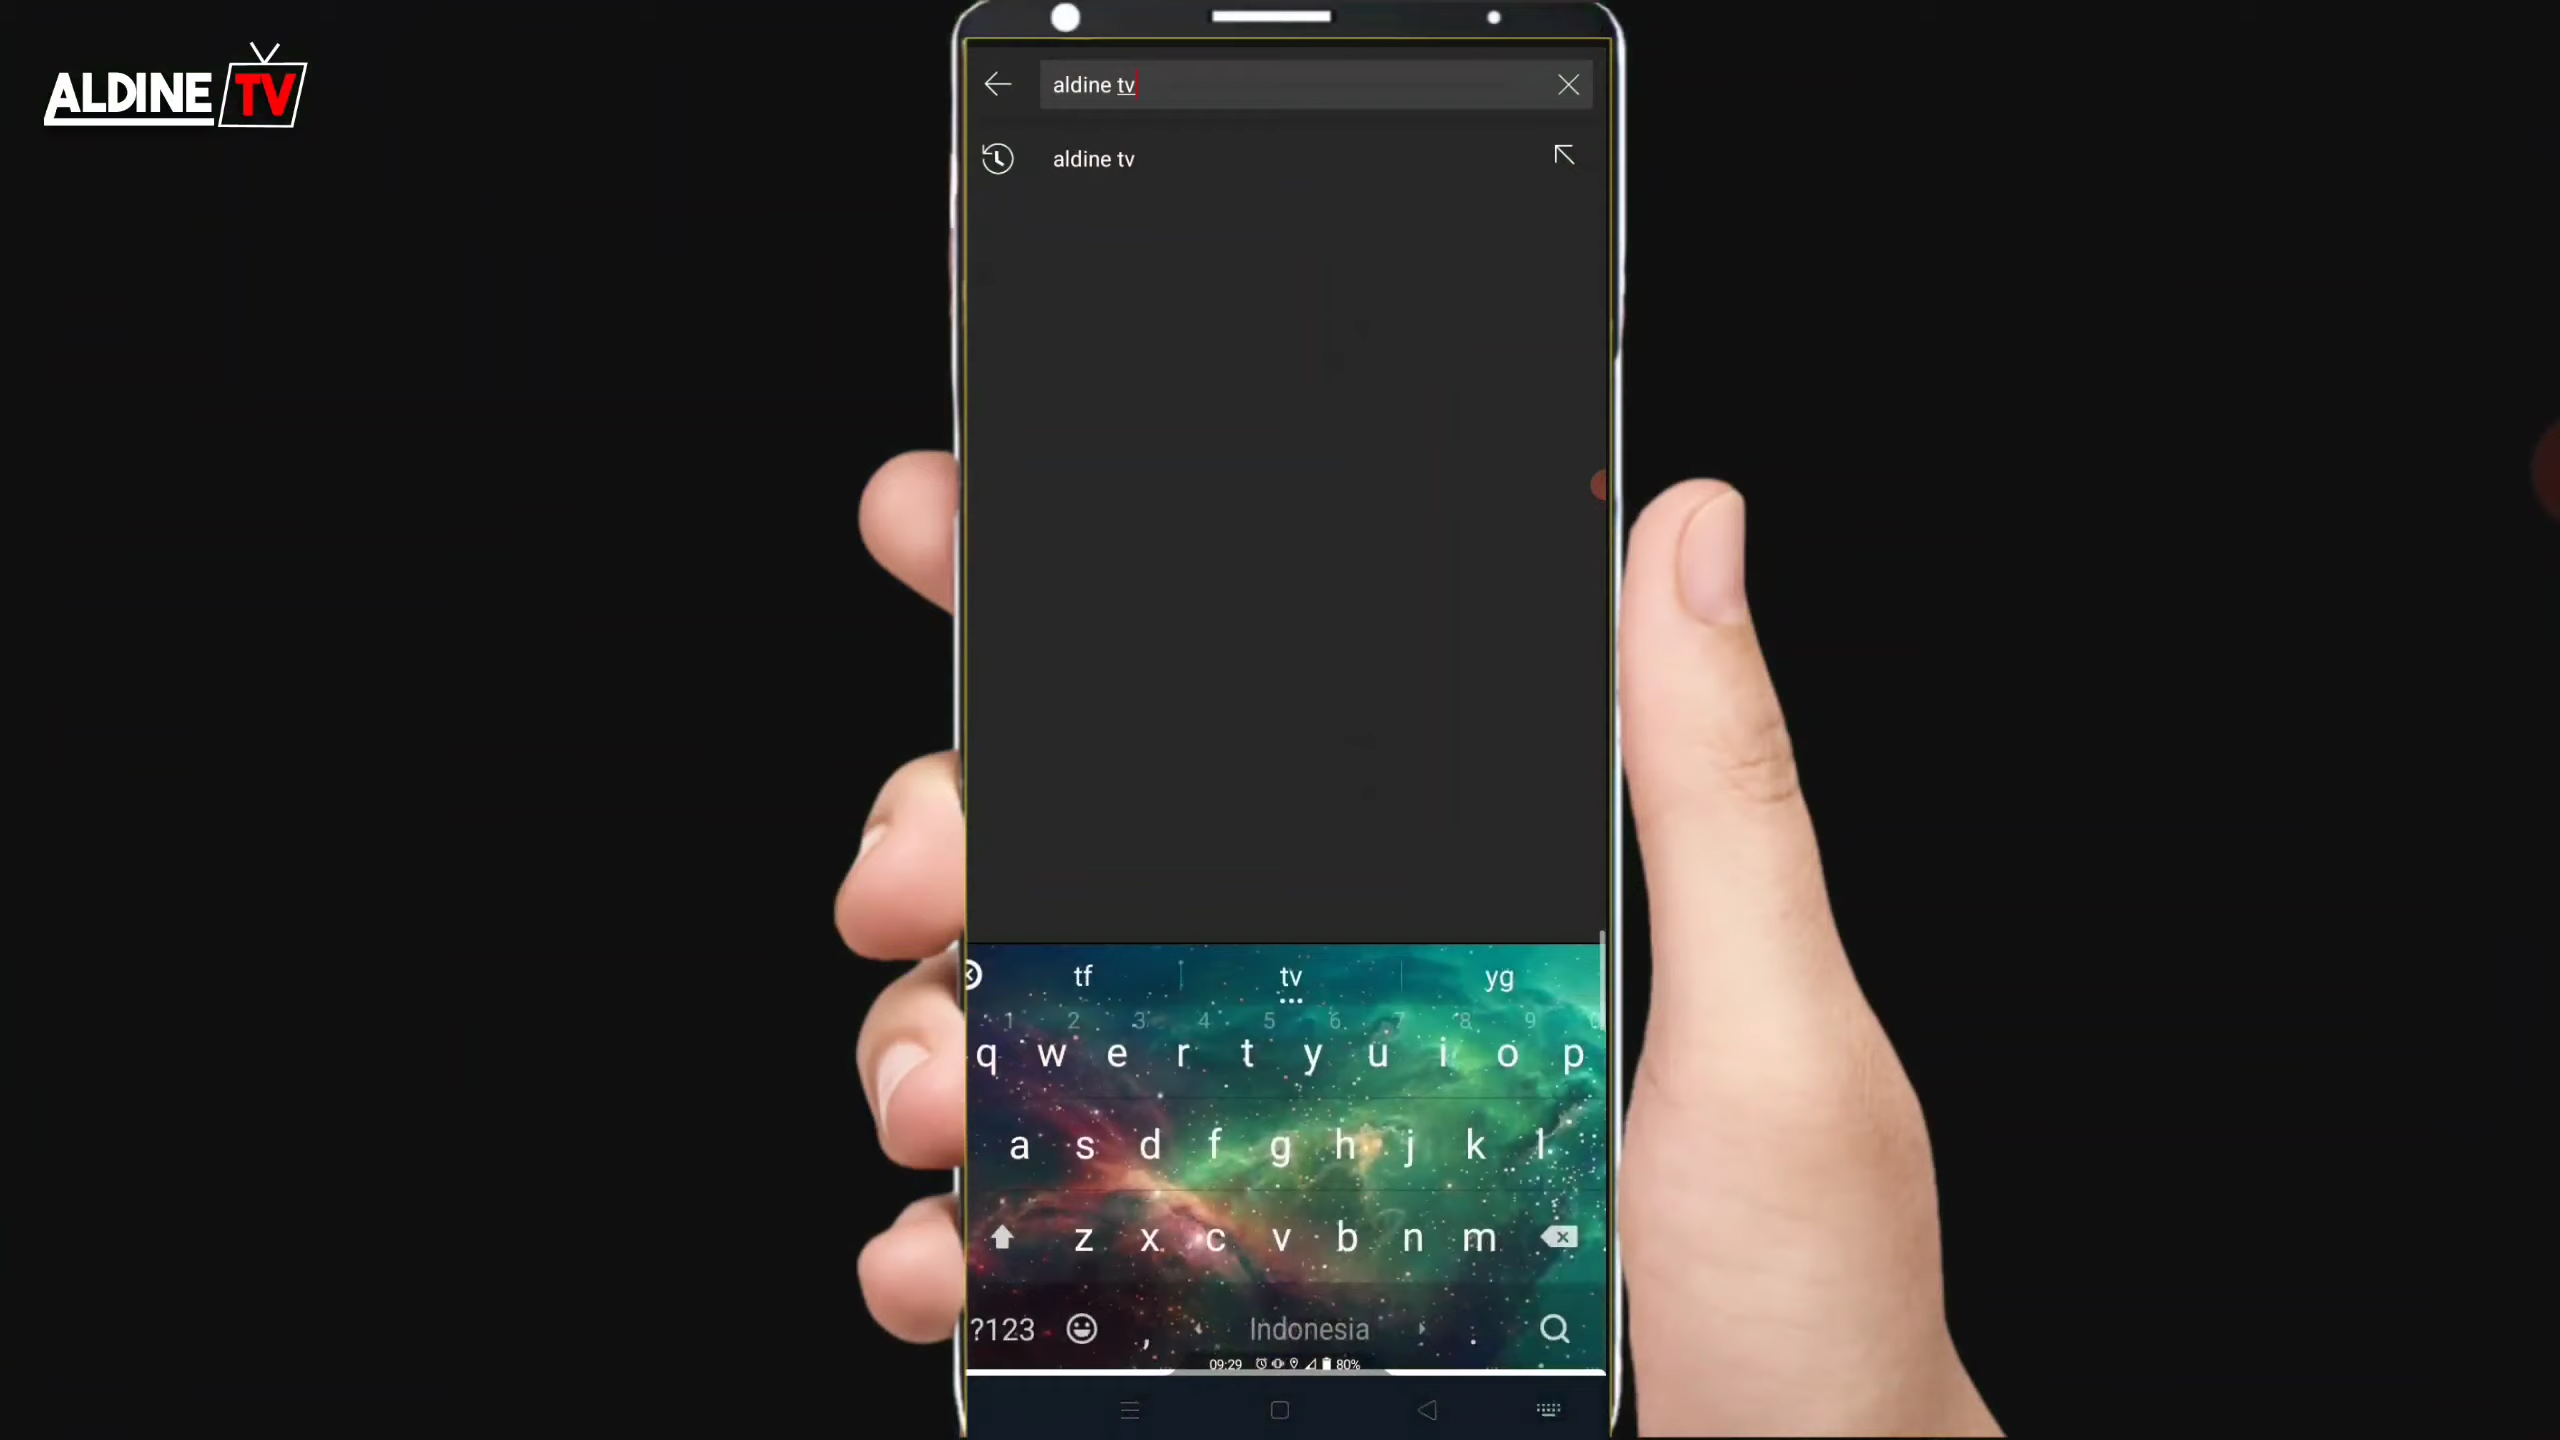 ALDINE TV
aldine tv
aldine tv
tf tv yg
1 2 3 4 5 6 7 8 9
q w e r t y u i o p
a s d f g h j k l
z x c v b n m
?123 , Indonesia .
09:29 80%